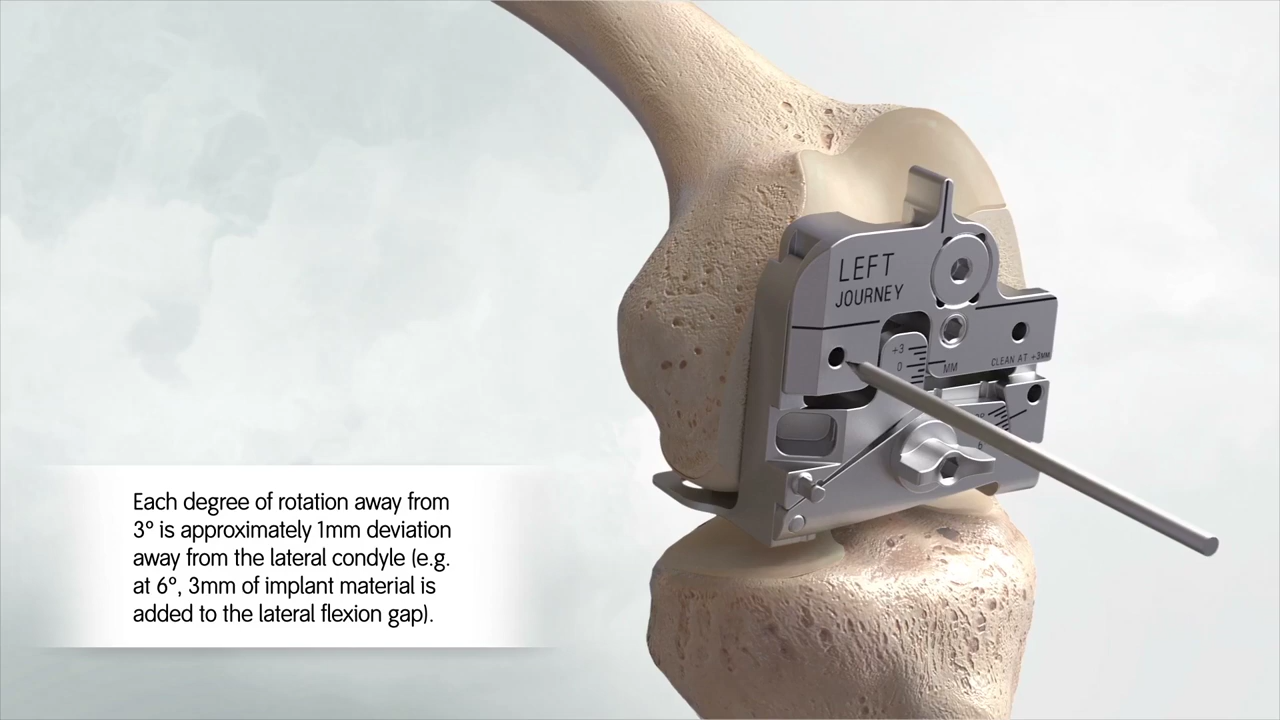 LEFT
JOURNEY
+3
0
MM
CLEAN AT +3MM
6
Each degree of rotation away from
3° is approximately 1mm deviation
away from the lateral condyle (e.g.
at 6°, 3mm of implant material is
added to the lateral flexion gap).